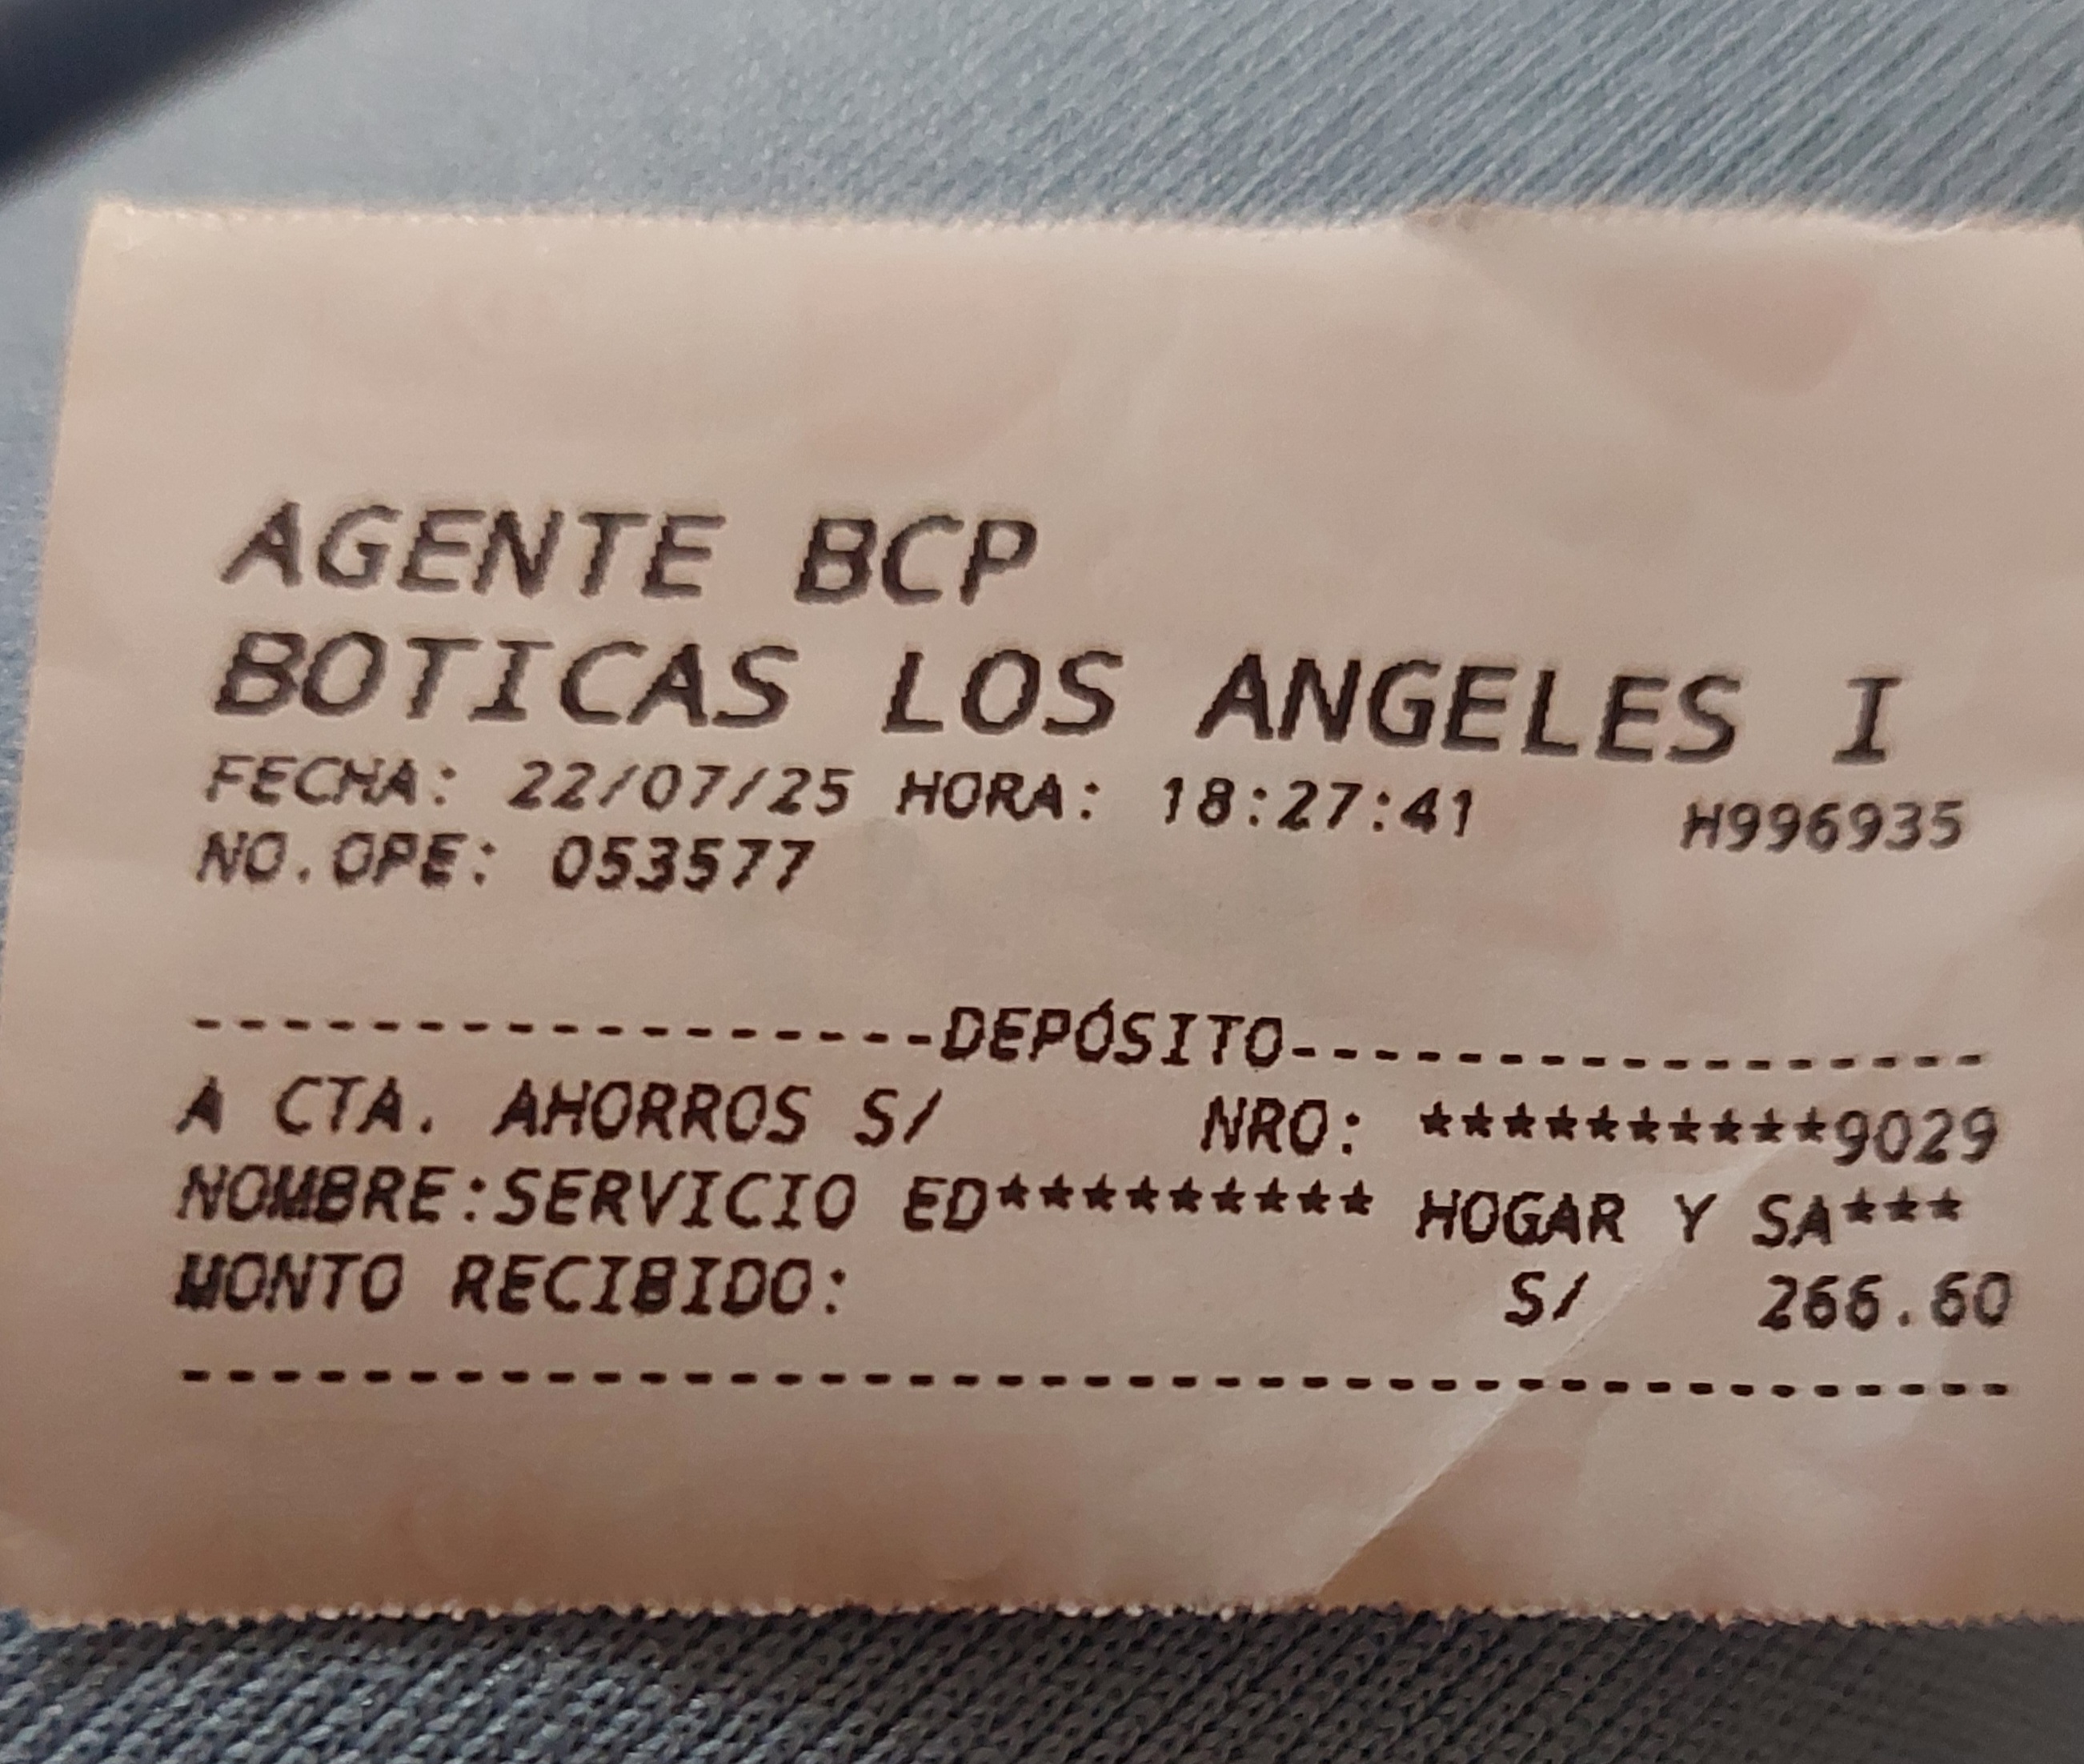 AGENTE BCP
BOTICAS LOS ANGELES I
FECHA: 22/07/25 HORA: 18:27:41 H996935
NO.OPE: 053577
------------------DEPÓSITO------------------
A CTA. AHORROS S/ NRO: **********9029
NOMBRE:SERVICIO ED********* HOGAR Y SA***
MONTO RECIBIDO: S/ 266.60
----------------------------------------